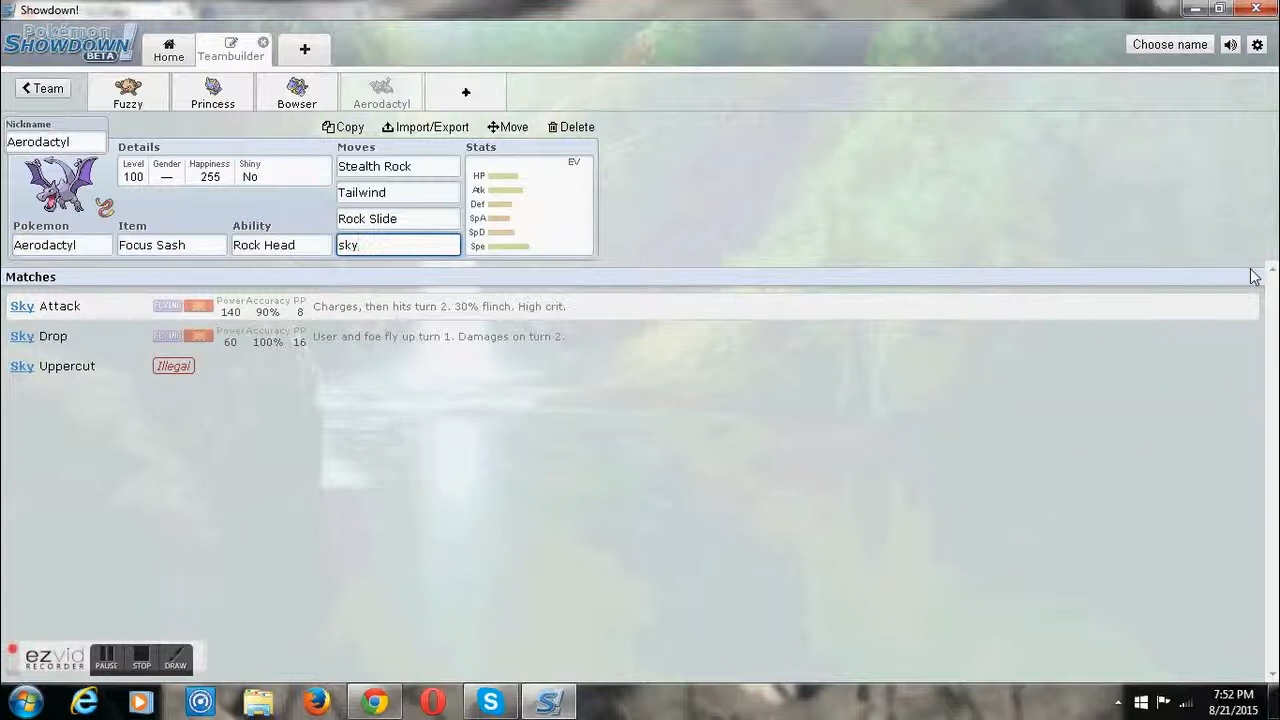 Showdown!
Pokémon
SHOWDOWN!
BETA
Home
Teambuilder
+
Choose name
Team
Fuzzy
Princess
Bowser
Aerodactyl
+
Nickname
Aerodactyl
Copy
Import/Export
Move
Delete
Details
Level
Gender
Happiness
Shiny
100
—
255
No
Moves
Stealth Rock
Tailwind
Rock Slide
sky
Stats
EV
HP
Atk
Def
SpA
SpD
Spe
Pokemon
Item
Ability
Aerodactyl
Focus Sash
Rock Head
Matches
Sky Attack
FLYING
Power Accuracy PP
140 90% 8
Charges, then hits turn 2. 30% flinch. High crit.
Sky Drop
FLYING
Power Accuracy PP
60 100% 16
User and foe fly up turn 1. Damages on turn 2.
Sky Uppercut
Illegal
ezvid
RECORDER
PAUSE
STOP
DRAW
7:52 PM
8/21/2015